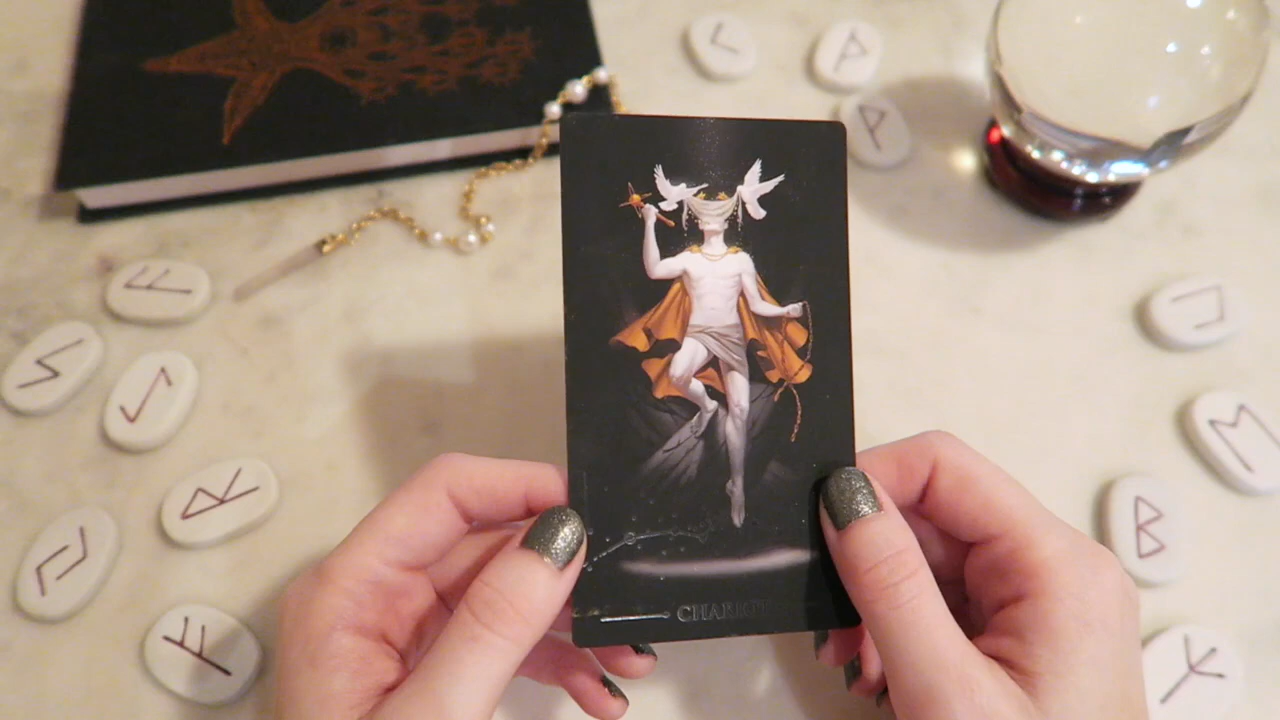 ᚲ
ᚹ
ᚨ
ᚢ
ᛊ
ᛇ
ᛖ
ᚱ
ᛒ
ᛃ
CHARIOT
ᚠ
ᛉ